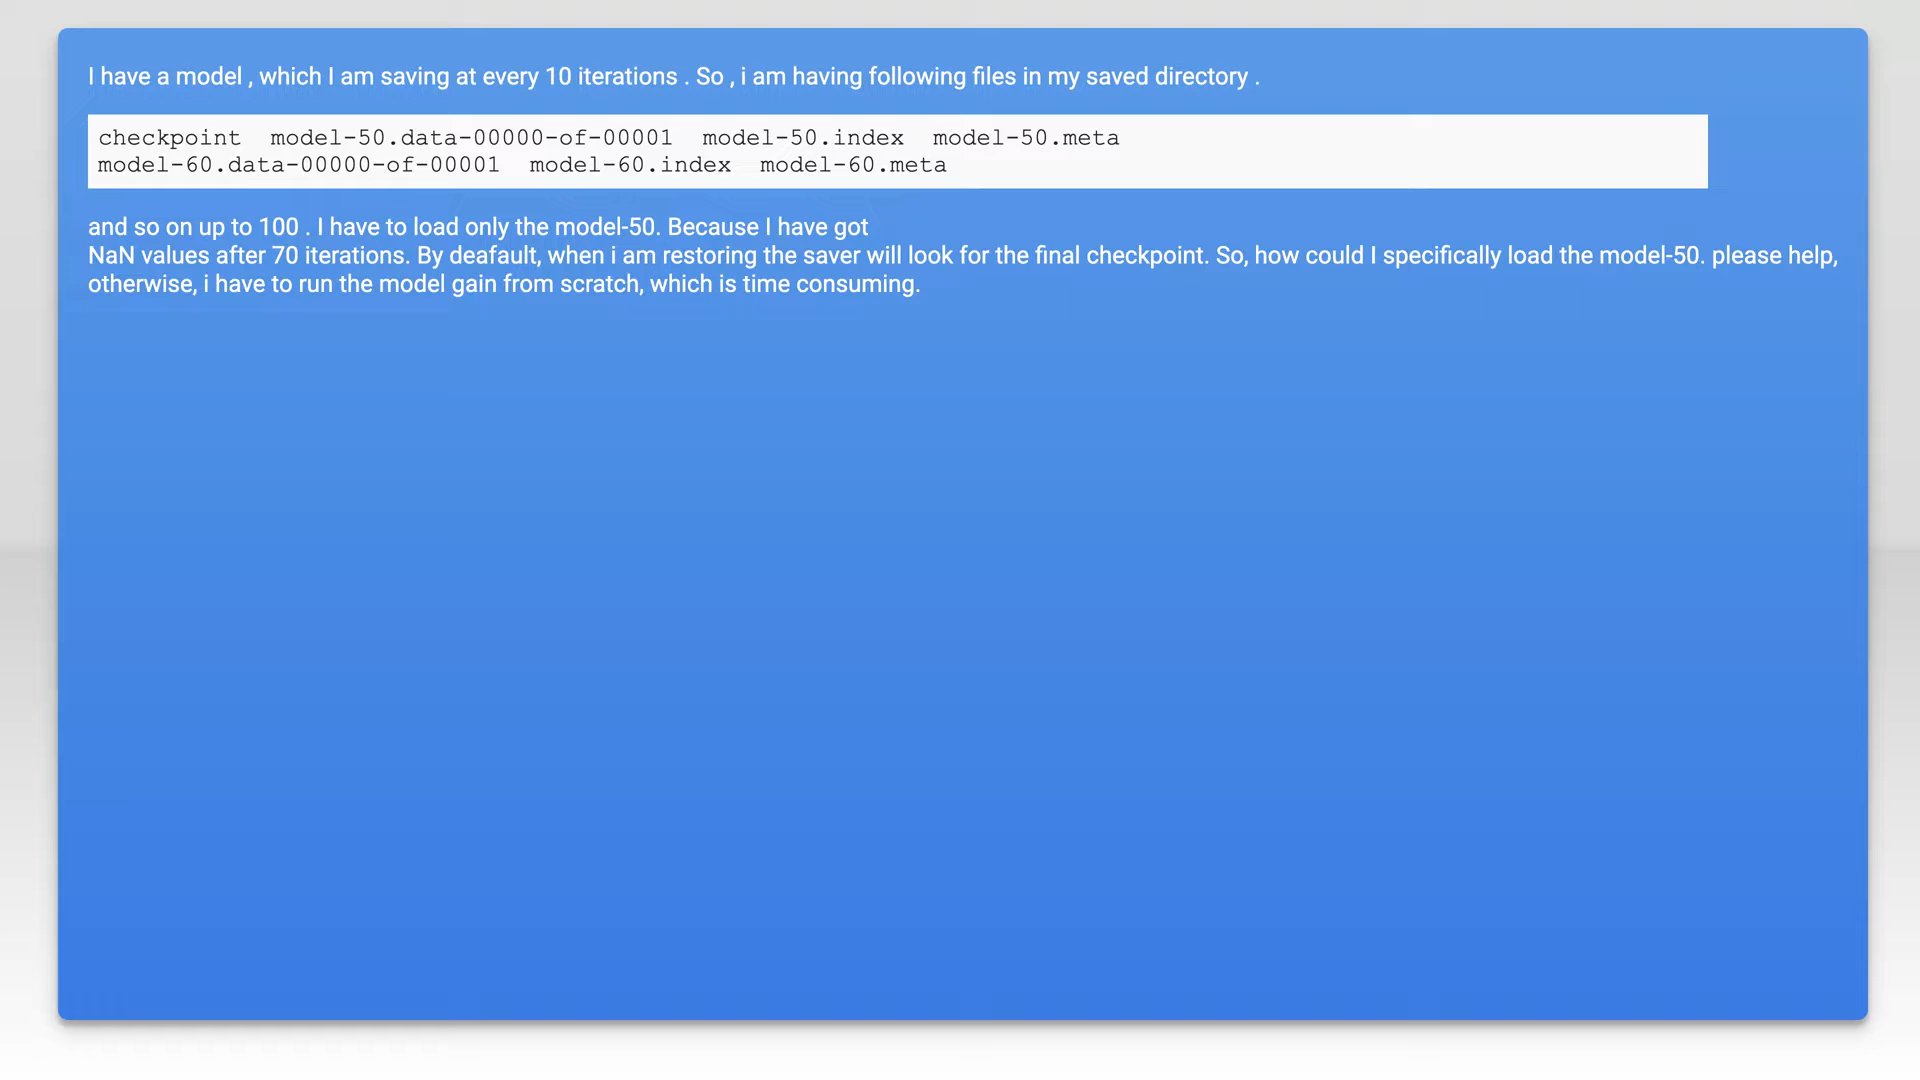 I have a model , which I am saving at every 10 iterations . So , i am having following files in my saved directory .
checkpoint  model-50.data-00000-of-00001  model-50.index  model-50.meta
model-60.data-00000-of-00001  model-60.index  model-60.meta
and so on up to 100 . I have to load only the model-50. Because I have got
NaN values after 70 iterations. By deafault, when i am restoring the saver will look for the final checkpoint. So, how could I specifically load the model-50. please help,
otherwise, i have to run the model gain from scratch, which is time consuming.